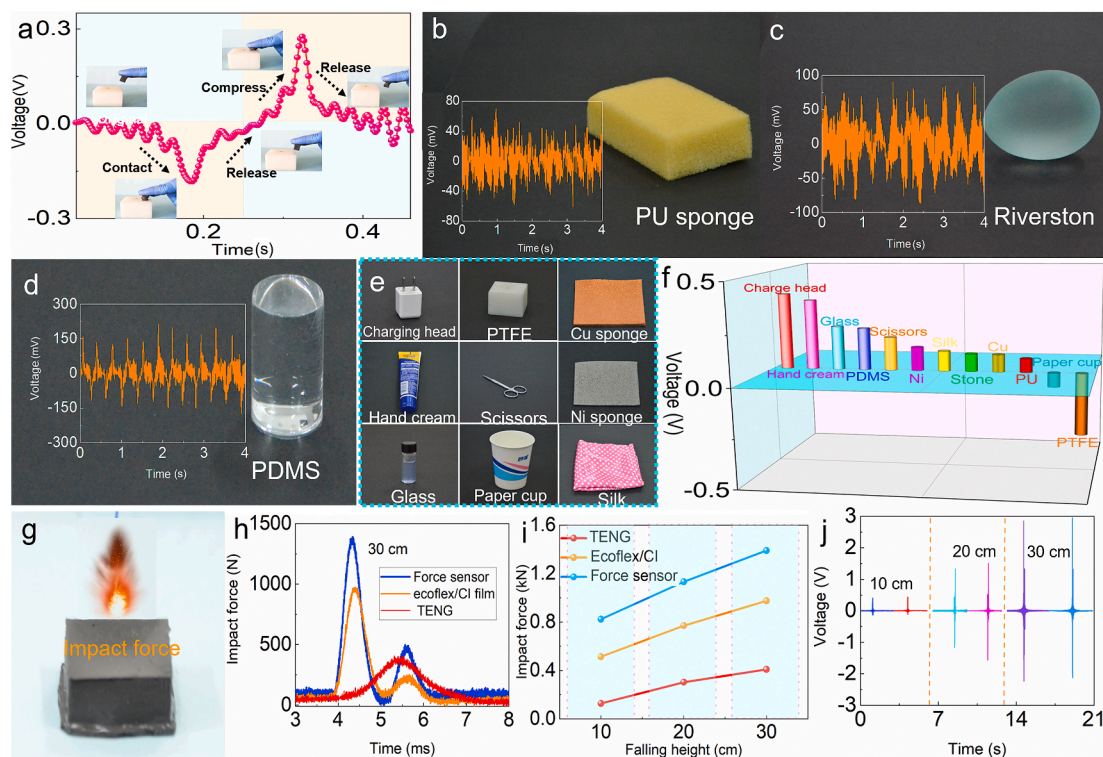 a
0.3
0.0
-0.3
Voltage(V)
0.2
0.4
Time(s)
Contact
Release
Compress
Release
b
80
40
0
-40
-80
Voltage (mV)
0
1
2
3
4
Time (s)
PU sponge
c
100
50
0
-50
-100
Voltage (mV)
0
1
2
3
4
Time (s)
Riverston
d
300
150
0
-150
-300
Voltage (mV)
0
1
2
3
4
Time (s)
PDMS
e
Charging head
PTFE
Cu sponge
Hand cream
Scissors
Ni sponge
Glass
Paper cup
Silk
f
0.5
0.0
-0.5
Voltage (V)
Charge head
Hand cream
Glass
PDMS
Scissors
Ni
Silk
Stone
Cu
PU
Paper cup
PTFE
g
Impact force
h
1500
1000
500
0
Impact force (N)
30 cm
Force sensor
ecoflex/CI film
TENG
3
4
5
6
7
8
Time (ms)
i
1.6
1.2
0.8
0.4
0.0
Impact force (kN)
TENG
Ecoflex/CI
Force sensor
10
20
30
Falling height (cm)
j
3
2
1
0
-1
-2
-3
Voltage (V)
10 cm
20 cm
30 cm
0
7
14
21
Time (s)